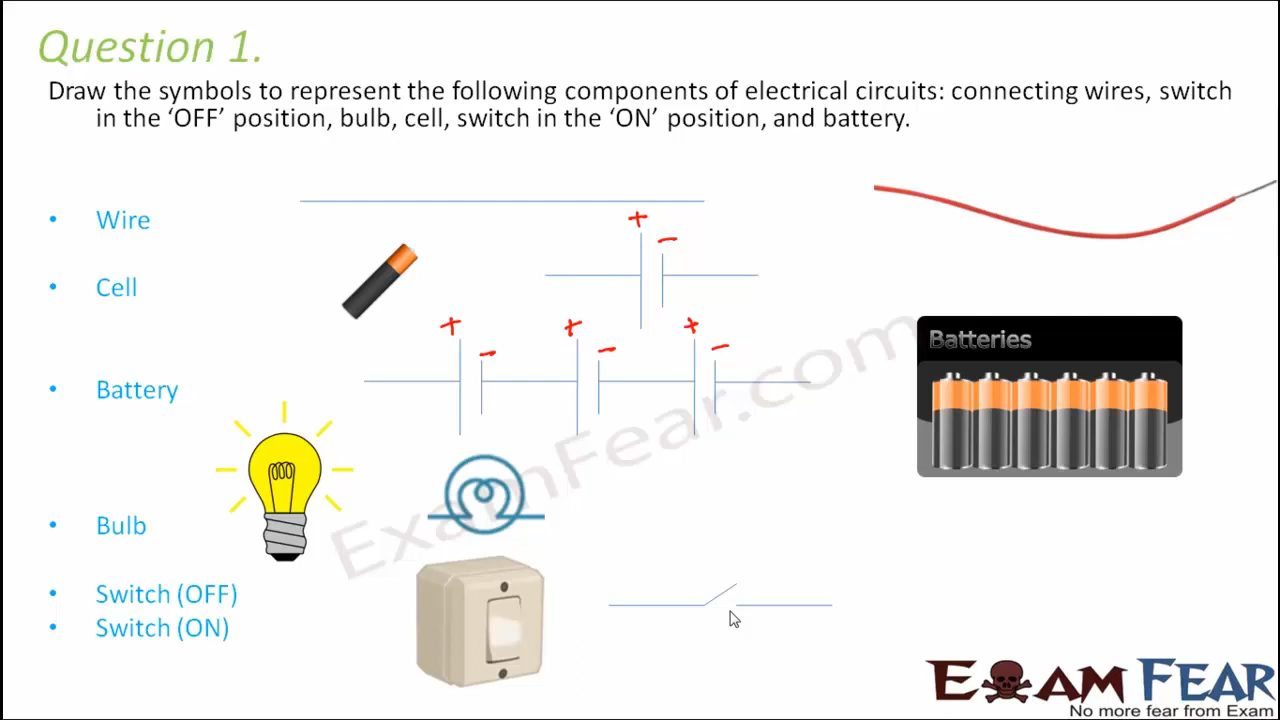 Question 1.
Draw the symbols to represent the following components of electrical circuits: connecting wires, switch
in the ‘OFF’ position, bulb, cell, switch in the ‘ON’ position, and battery.
• Wire
+
-
• Cell
+ + +
- - -
Batteries
• Battery
ExamFear.com
• Bulb
• Switch (OFF)
• Switch (ON)
EXAM FEAR
No more fear from Exam